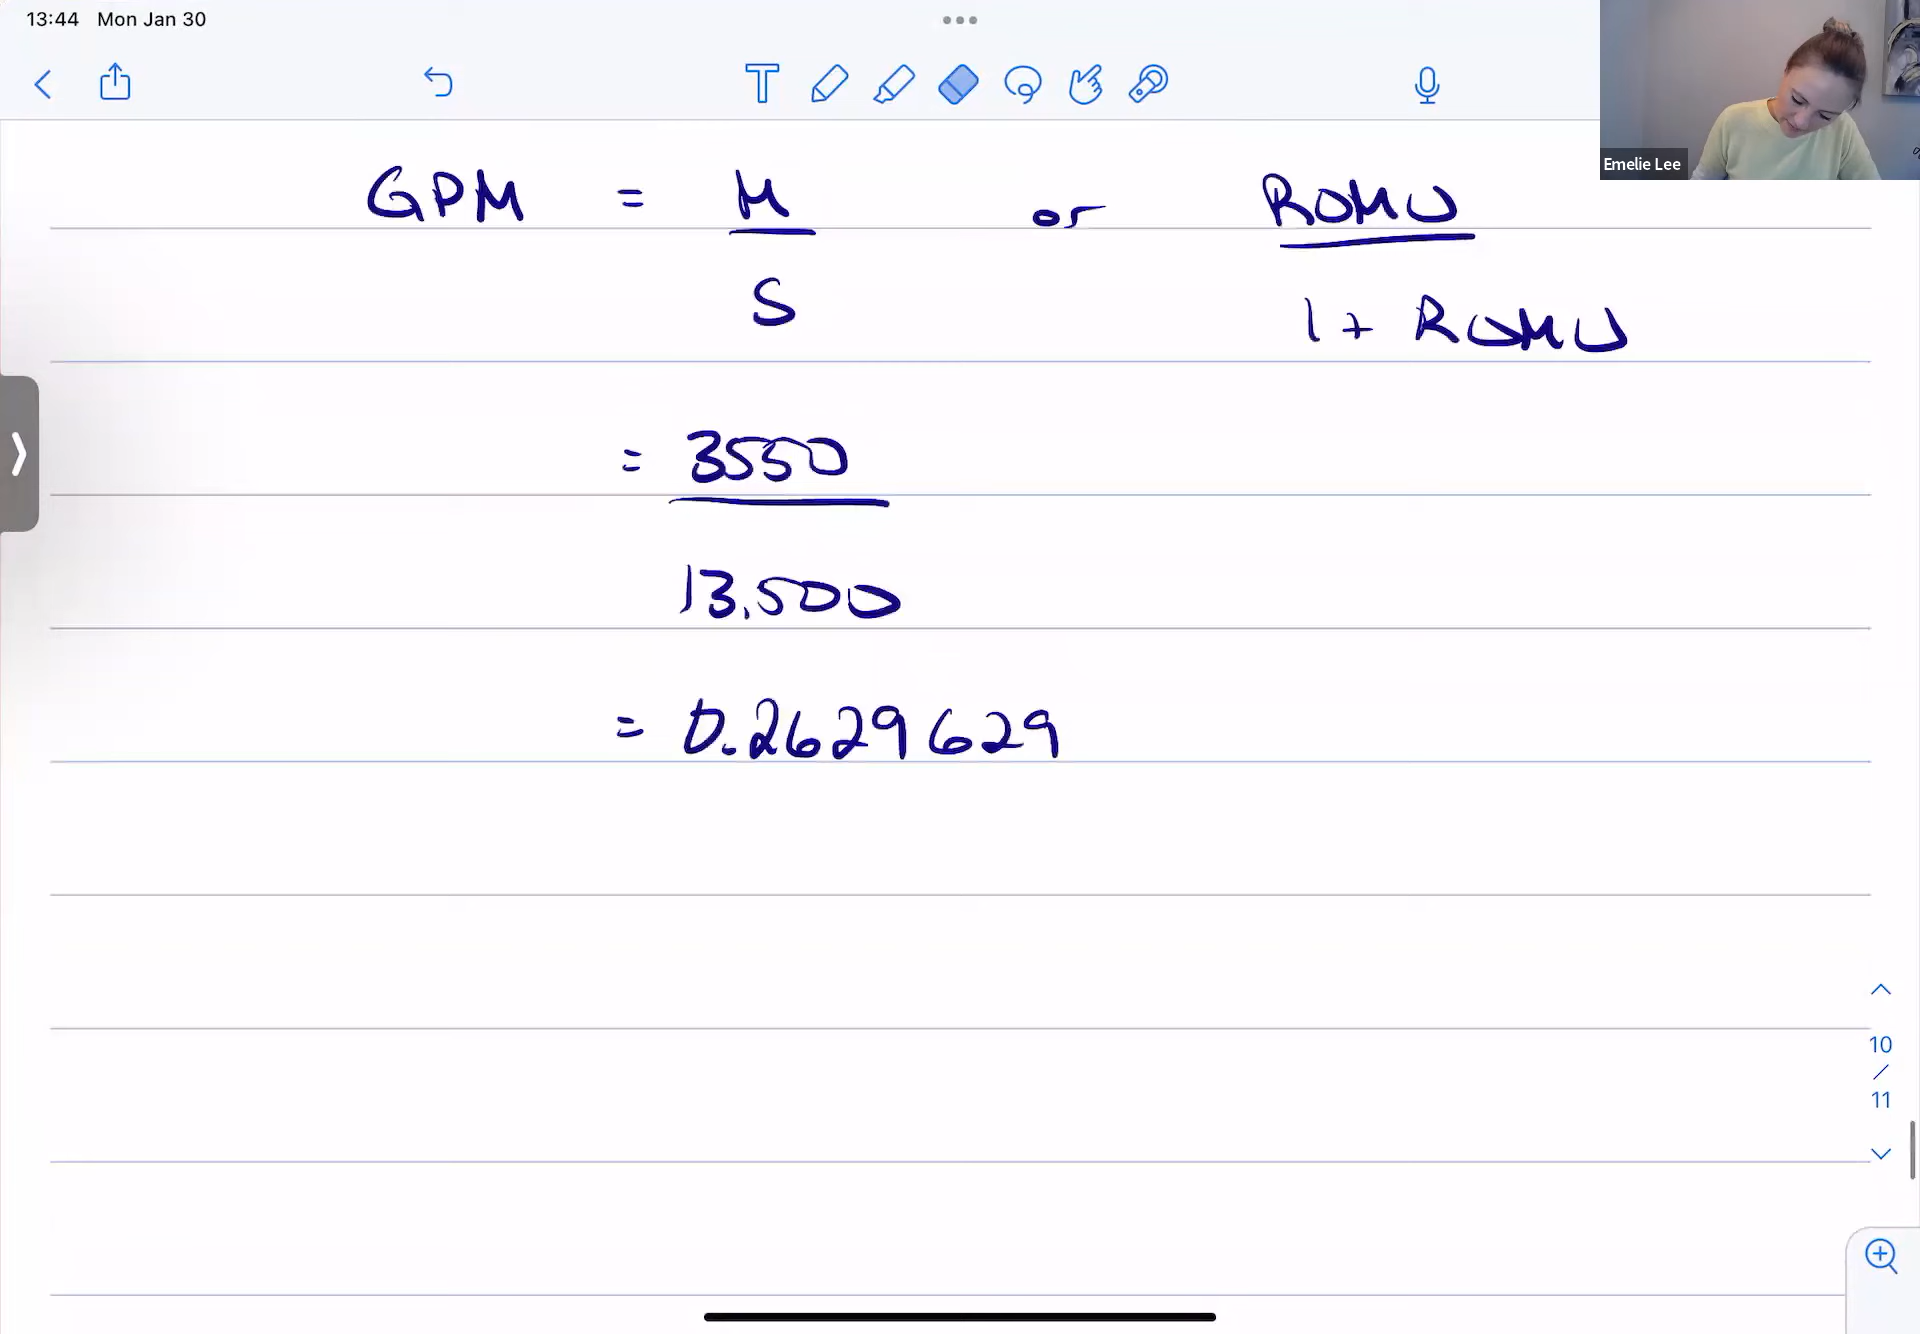 13:44 Mon Jan 30
T
Emelie Lee
GPM = M or ROMU
S 1 + ROMU
= 3550
13,500
= 0.2629629
10
/
11